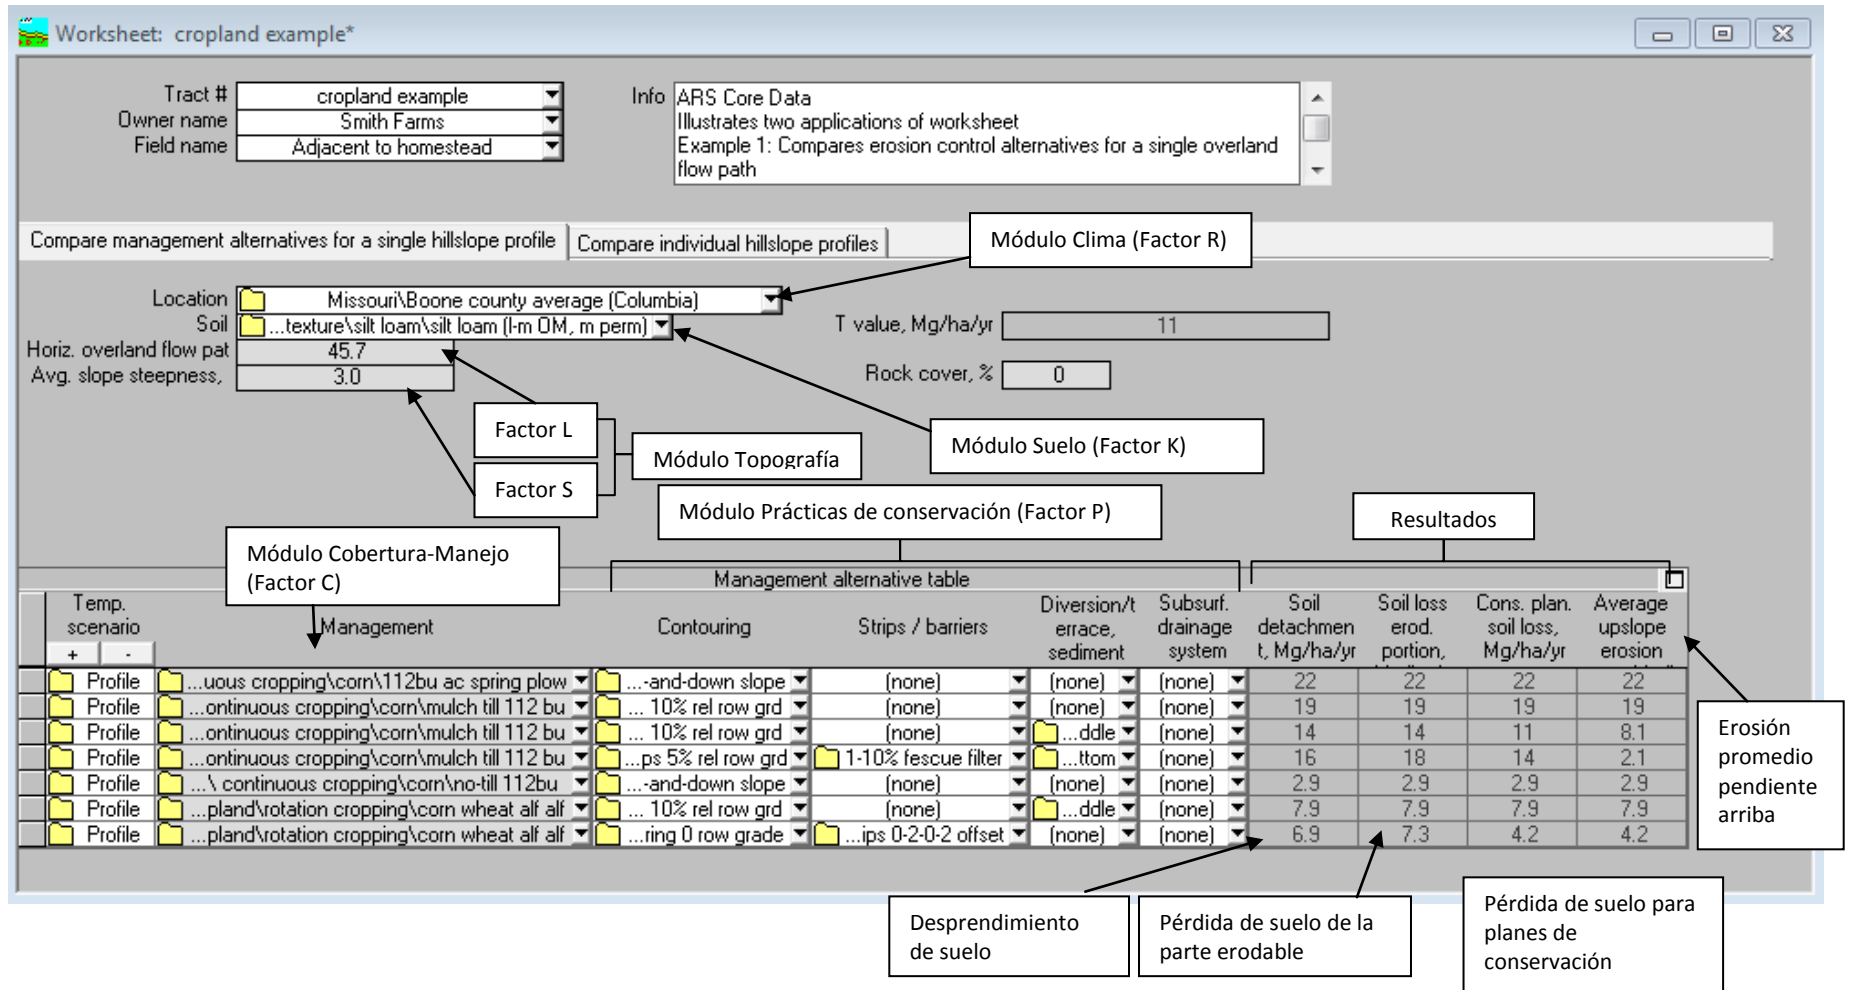 Worksheet: cropland example*
Tract # cropland example
Owner name Smith Farms
Field name Adjacent to homestead
Info ARS Core Data
Illustrates two applications of worksheet
Example 1: Compares erosion control alternatives for a single overland
flow path
Compare management alternatives for a single hillslope profile
Compare individual hillslope profiles
Módulo Clima (Factor R)
Location Missouri\Boone county average (Columbia)
Soil ...texture\silt loam\silt loam (l-m OM, m perm)
Horiz. overland flow pat 45.7
Avg. slope steepness, 3.0
T value, Mg/ha/yr 11
Rock cover, % 0
Factor L
Factor S
Módulo Topografía
Módulo Suelo (Factor K)
Módulo Prácticas de conservación (Factor P)
Resultados
Módulo Cobertura-Manejo
(Factor C)
Management alternative table
Temp.
scenario
+ -
Management
Contouring
Strips / barriers
Diversion/t
errace,
sediment
Subsurf.
drainage
system
Soil
detachmen
t, Mg/ha/yr
Soil loss
erod.
portion,
Cons. plan.
soil loss,
Mg/ha/yr
Average
upslope
erosion
Profile ...uous cropping\corn\112bu ac spring plow ...-and-down slope (none) (none) (none) 22 22 22 22
Profile ...ontinuous cropping\corn\mulch till 112 bu ... 10% rel row grd (none) (none) (none) 19 19 19 19
Profile ...ontinuous cropping\corn\mulch till 112 bu ... 10% rel row grd (none) ...ddle (none) 14 14 11 8.1
Profile ...ontinuous cropping\corn\mulch till 112 bu ...ps 5% rel row grd 1-10% fescue filter ...ttom (none) 16 18 14 2.1
Profile ...\ continuous cropping\corn\no-till 112bu ...-and-down slope (none) (none) (none) 2.9 2.9 2.9 2.9
Profile ...pland\rotation cropping\corn wheat alf alf ... 10% rel row grd (none) ...ddle (none) 7.9 7.9 7.9 7.9
Profile ...pland\rotation cropping\corn wheat alf alf ...ring 0 row grade ...ips 0-2-0-2 offset (none) (none) 6.9 7.3 4.2 4.2
Erosión
promedio
pendiente
arriba
Desprendimiento
de suelo
Pérdida de suelo de la
parte erodable
Pérdida de suelo para
planes de
conservación